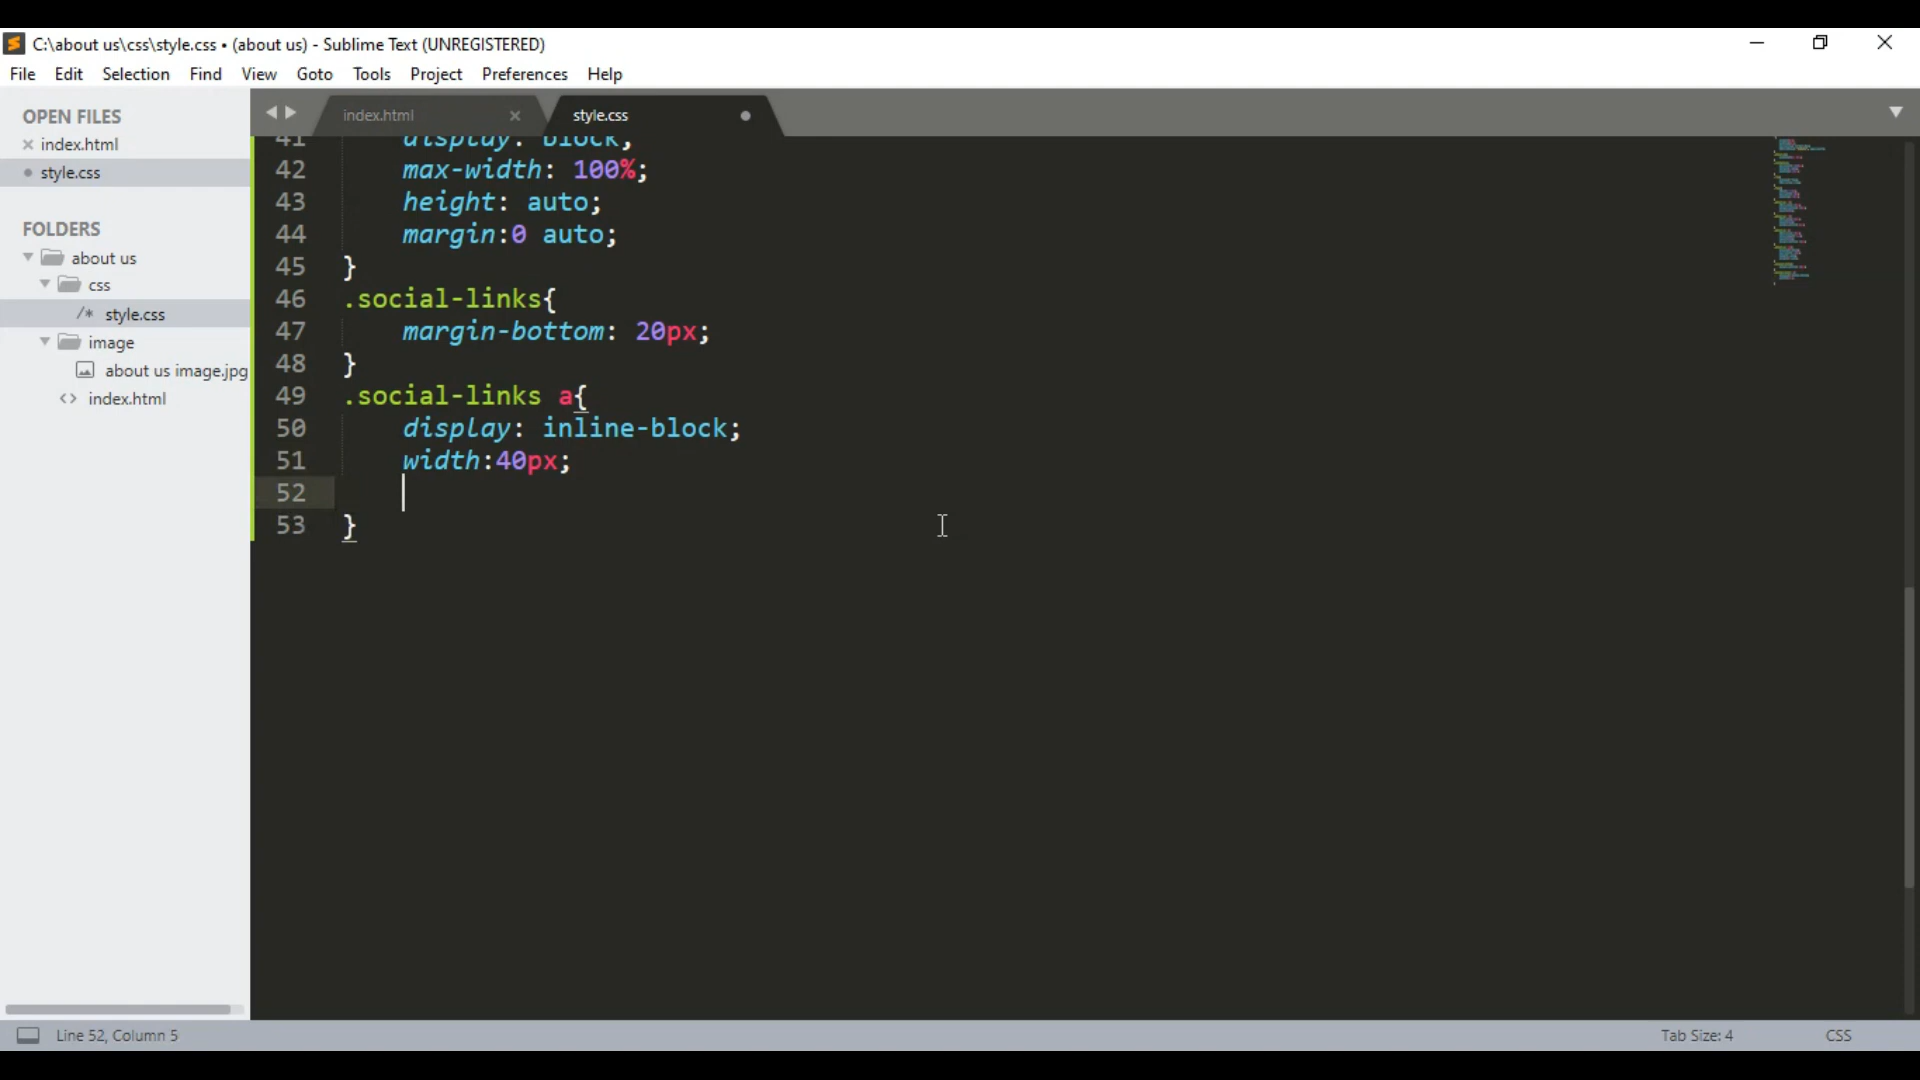 C:\about us\css\style.css • (about us) - Sublime Text (UNREGISTERED)
File Edit Selection Find View Goto Tools Project Preferences Help
OPEN FILES
index.html
style.css
FOLDERS
about us
css
/* style.css
image
about us image.jpg
<> index.html
index.html
style.css
41 display: block;
42 max-width: 100%;
43 height: auto;
44 margin:0 auto;
45 }
46 .social-links{
47 margin-bottom: 20px;
48 }
49 .social-links a{
50 display: inline-block;
51 width:40px;
52
53 }
Line 52, Column 5
Tab Size: 4
CSS